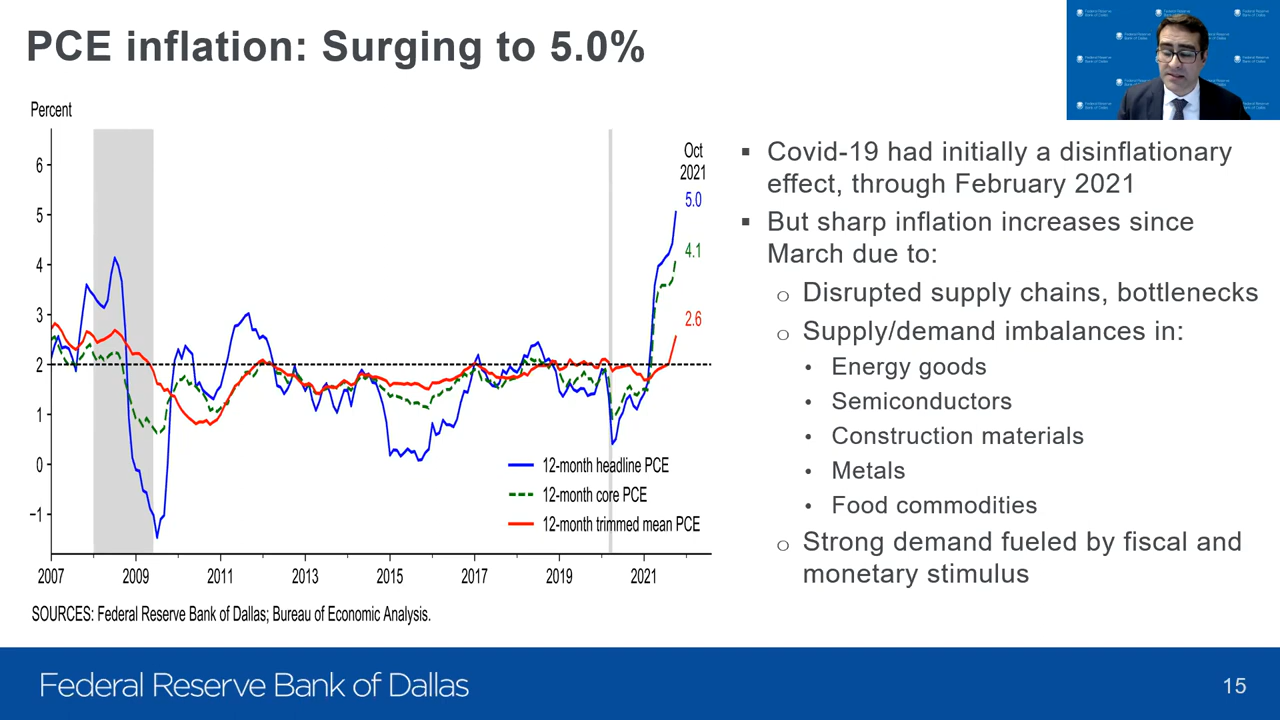 PCE inflation: Surging to 5.0%
Federal Reserve
Bank of Dallas
Percent
6
5
4
3
2
1
0
−1
Oct
2021
5.0
4.1
2.6
12-month headline PCE
12-month core PCE
12-month trimmed mean PCE
2007 2009 2011 2013 2015 2017 2019 2021
SOURCES: Federal Reserve Bank of Dallas; Bureau of Economic Analysis.
▪ Covid-19 had initially a disinflationary
effect, through February 2021
▪ But sharp inflation increases since
March due to:
o Disrupted supply chains, bottlenecks
o Supply/demand imbalances in:
• Energy goods
• Semiconductors
• Construction materials
• Metals
• Food commodities
o Strong demand fueled by fiscal and
monetary stimulus
Federal Reserve Bank of Dallas
15